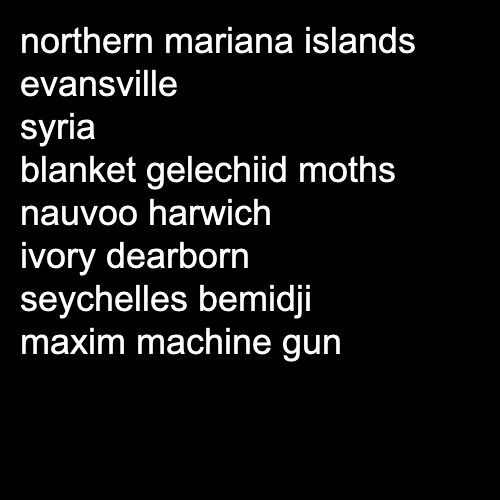 northern mariana islands
evansville
syria
blanket gelechiid moths
nauvoo harwich
ivory dearborn
seychelles bemidji
maxim machine gun